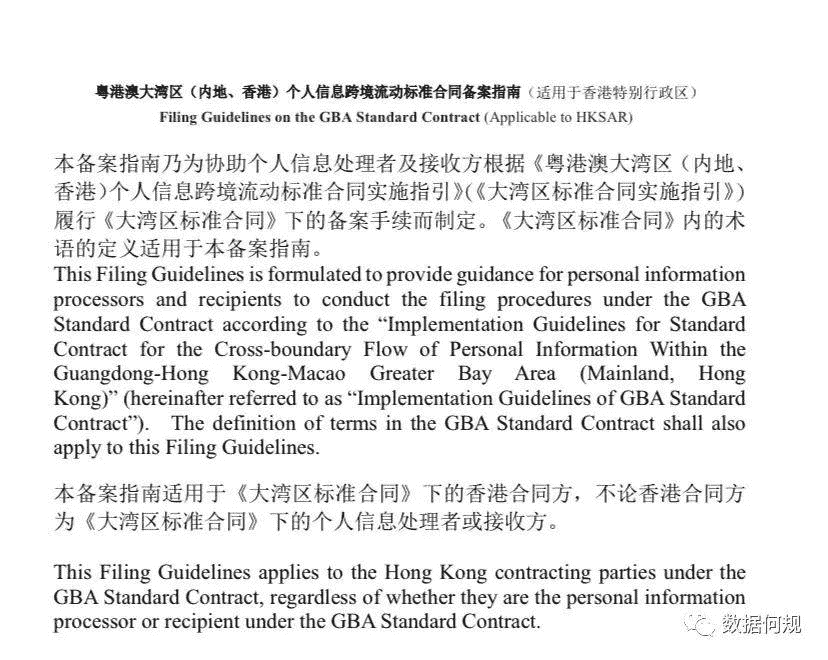 粤港澳大湾区（内地、香港）个人信息跨境流动标准合同备案指南（适用于香港特别行政区）
Filing Guidelines on the GBA Standard Contract (Applicable to HKSAR)
本备案指南乃为协助个人信息处理者及接收方根据《粤港澳大湾区（内地、
香港）个人信息跨境流动标准合同实施指引》(《大湾区标准合同实施指引》)
履行《大湾区标准合同》下的备案手续而制定。《大湾区标准合同》内的术
语的定义适用于本备案指南。
This Filing Guidelines is formulated to provide guidance for personal information
processors and recipients to conduct the filing procedures under the GBA
Standard Contract according to the “Implementation Guidelines for Standard
Contract for the Cross-boundary Flow of Personal Information Within the
Guangdong-Hong Kong-Macao Greater Bay Area (Mainland, Hong
Kong)” (hereinafter referred to as “Implementation Guidelines of GBA Standard
Contract”). The definition of terms in the GBA Standard Contract shall also
apply to this Filing Guidelines.
本备案指南适用于《大湾区标准合同》下的香港合同方，不论香港合同方
为《大湾区标准合同》下的个人信息处理者或接收方。
This Filing Guidelines applies to the Hong Kong contracting parties under the
GBA Standard Contract, regardless of whether they are the personal information
processor or recipient under the GBA Standard Contract.
数据何规